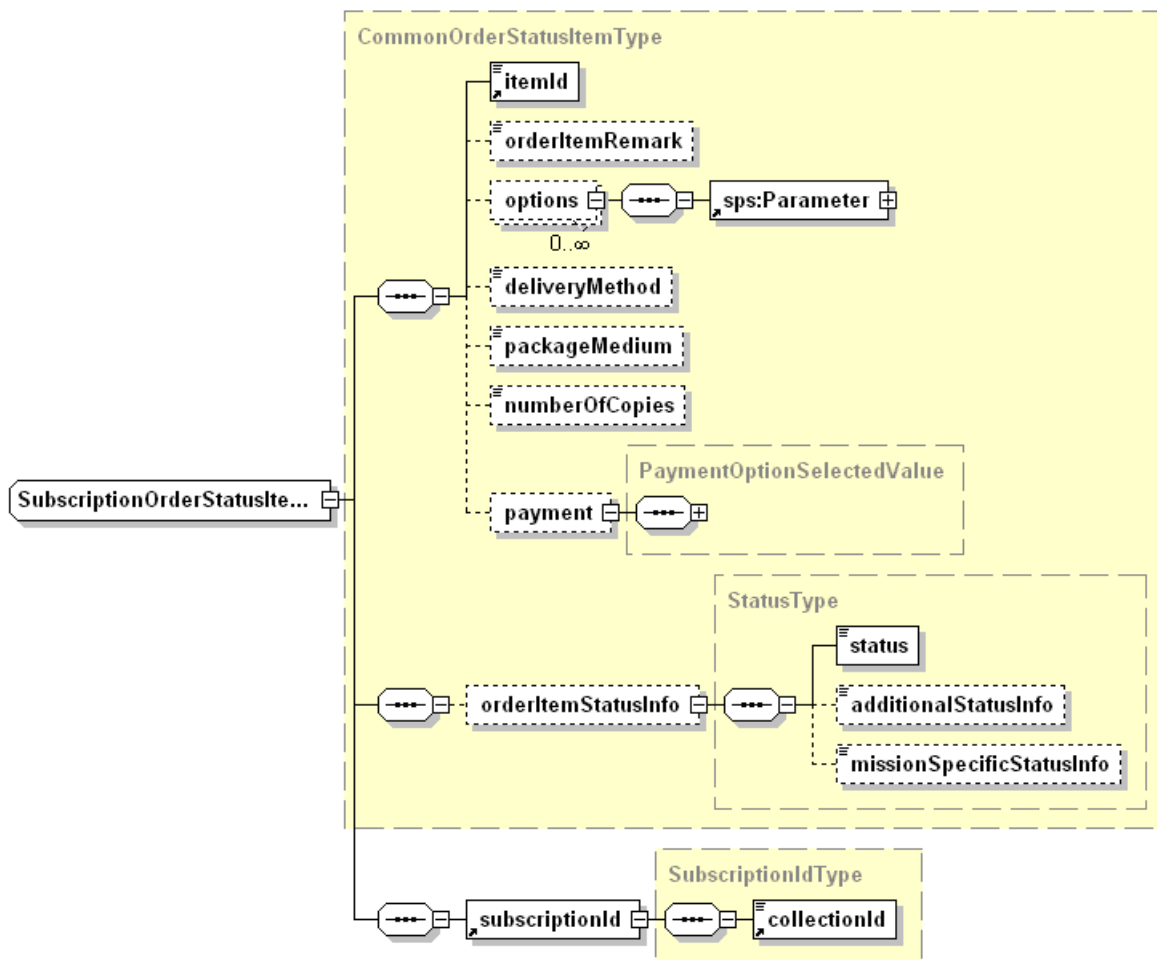 CommonOrderStatusItemType
itemId
orderItemRemark
options
sps:Parameter
0..∞
deliveryMethod
packageMedium
numberOfCopies
PaymentOptionSelectedValue
payment
SubscriptionOrderStatusIte...
StatusType
status
orderItemStatusInfo
additionalStatusInfo
missionSpecificStatusInfo
SubscriptionIdType
subscriptionId
collectionId